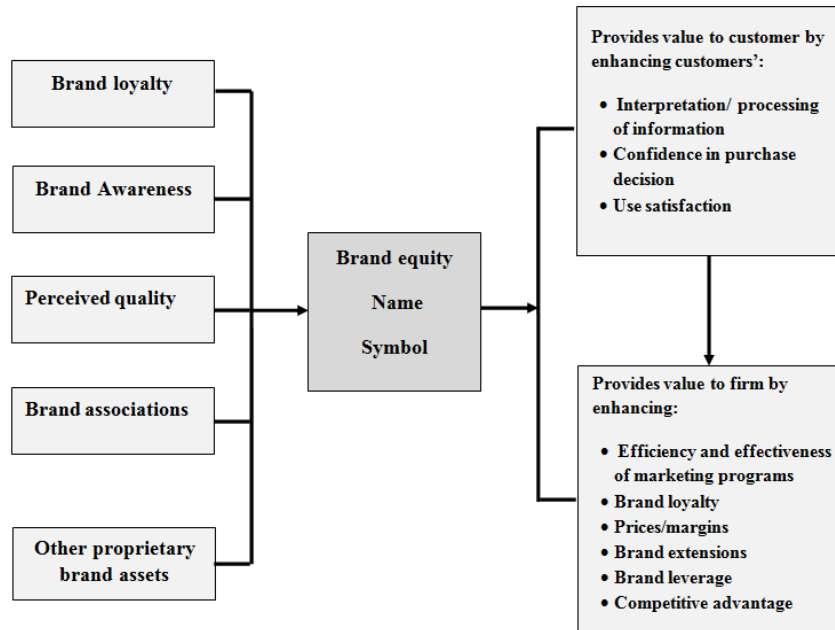 Brand loyalty
Brand Awareness
Perceived quality
Brand associations
Other proprietary
brand assets
Brand equity
Name
Symbol
Provides value to customer by
enhancing customers’:
• Interpretation/ processing
of information
• Confidence in purchase
decision
• Use satisfaction
Provides value to firm by
enhancing:
• Efficiency and effectiveness
of marketing programs
• Brand loyalty
• Prices/margins
• Brand extensions
• Brand leverage
• Competitive advantage